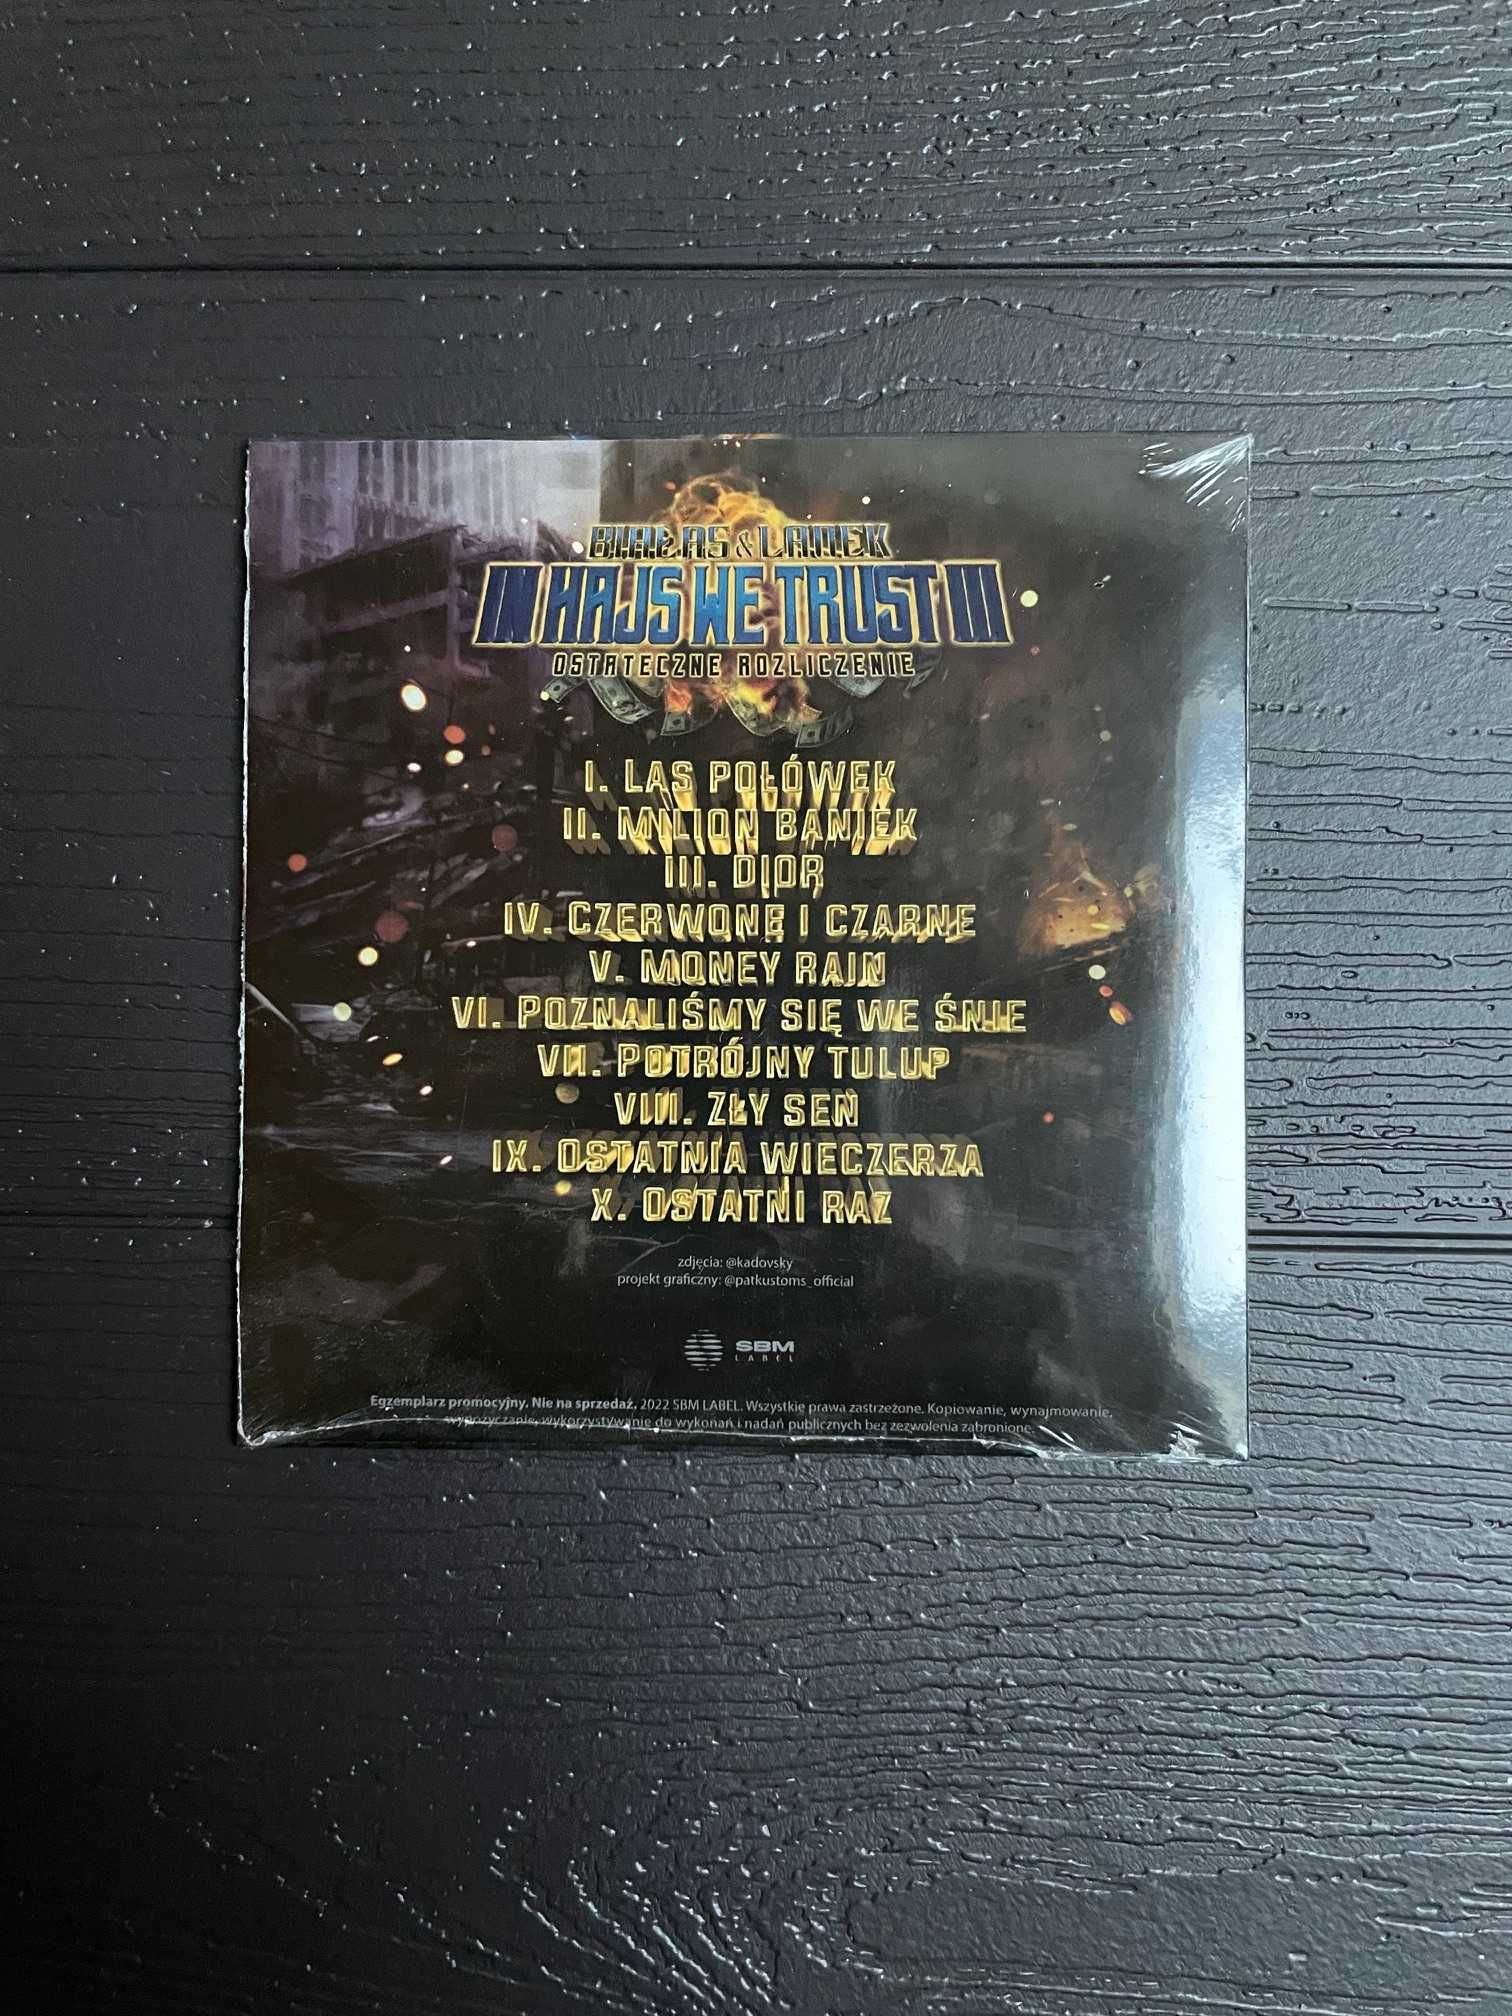 BIAŁAS & LANEK
IN HAJS WE TRUST III
OSTATECZNE ROZLICZENIE
I. LAS POŁÓWEK
II. MILION BANIEK
III. DIOR
IV. CZERWONE I CZARNE
V. MONEY RAIN
VI. POZNALIŚMY SIĘ WE ŚNIE
VII. POTRÓJNY TULUP
VIII. ZŁY SEN
IX. OSTATNIA WIECZERZA
X. OSTATNI RAZ
zdjęcia: @kadovsky
projekt graficzny: @patkustoms_official
SBM
LABEL
Egzemplarz promocyjny. Nie na sprzedaż. 2022 SBM LABEL. Wszystkie prawa zastrzeżone. Kopiowanie, wynajmowanie,
wypożyczanie, wykorzystywanie do wykonań i nadań publicznych bez zezwolenia zabronione.